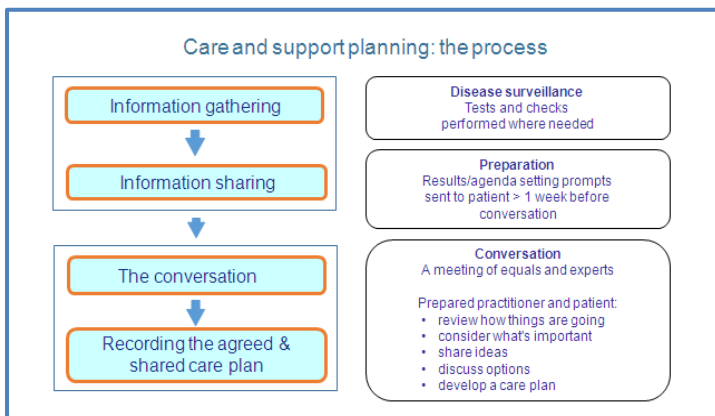 Care and support planning: the process
Information gathering
Information sharing
The conversation
Recording the agreed &
shared care plan
Disease surveillance
Tests and checks
performed where needed
Preparation
Results/agenda setting prompts
sent to patient > 1 week before
conversation
Conversation
A meeting of equals and experts
Prepared practitioner and patient:
• review how things are going
• consider what's important
• share ideas
• discuss options
• develop a care plan